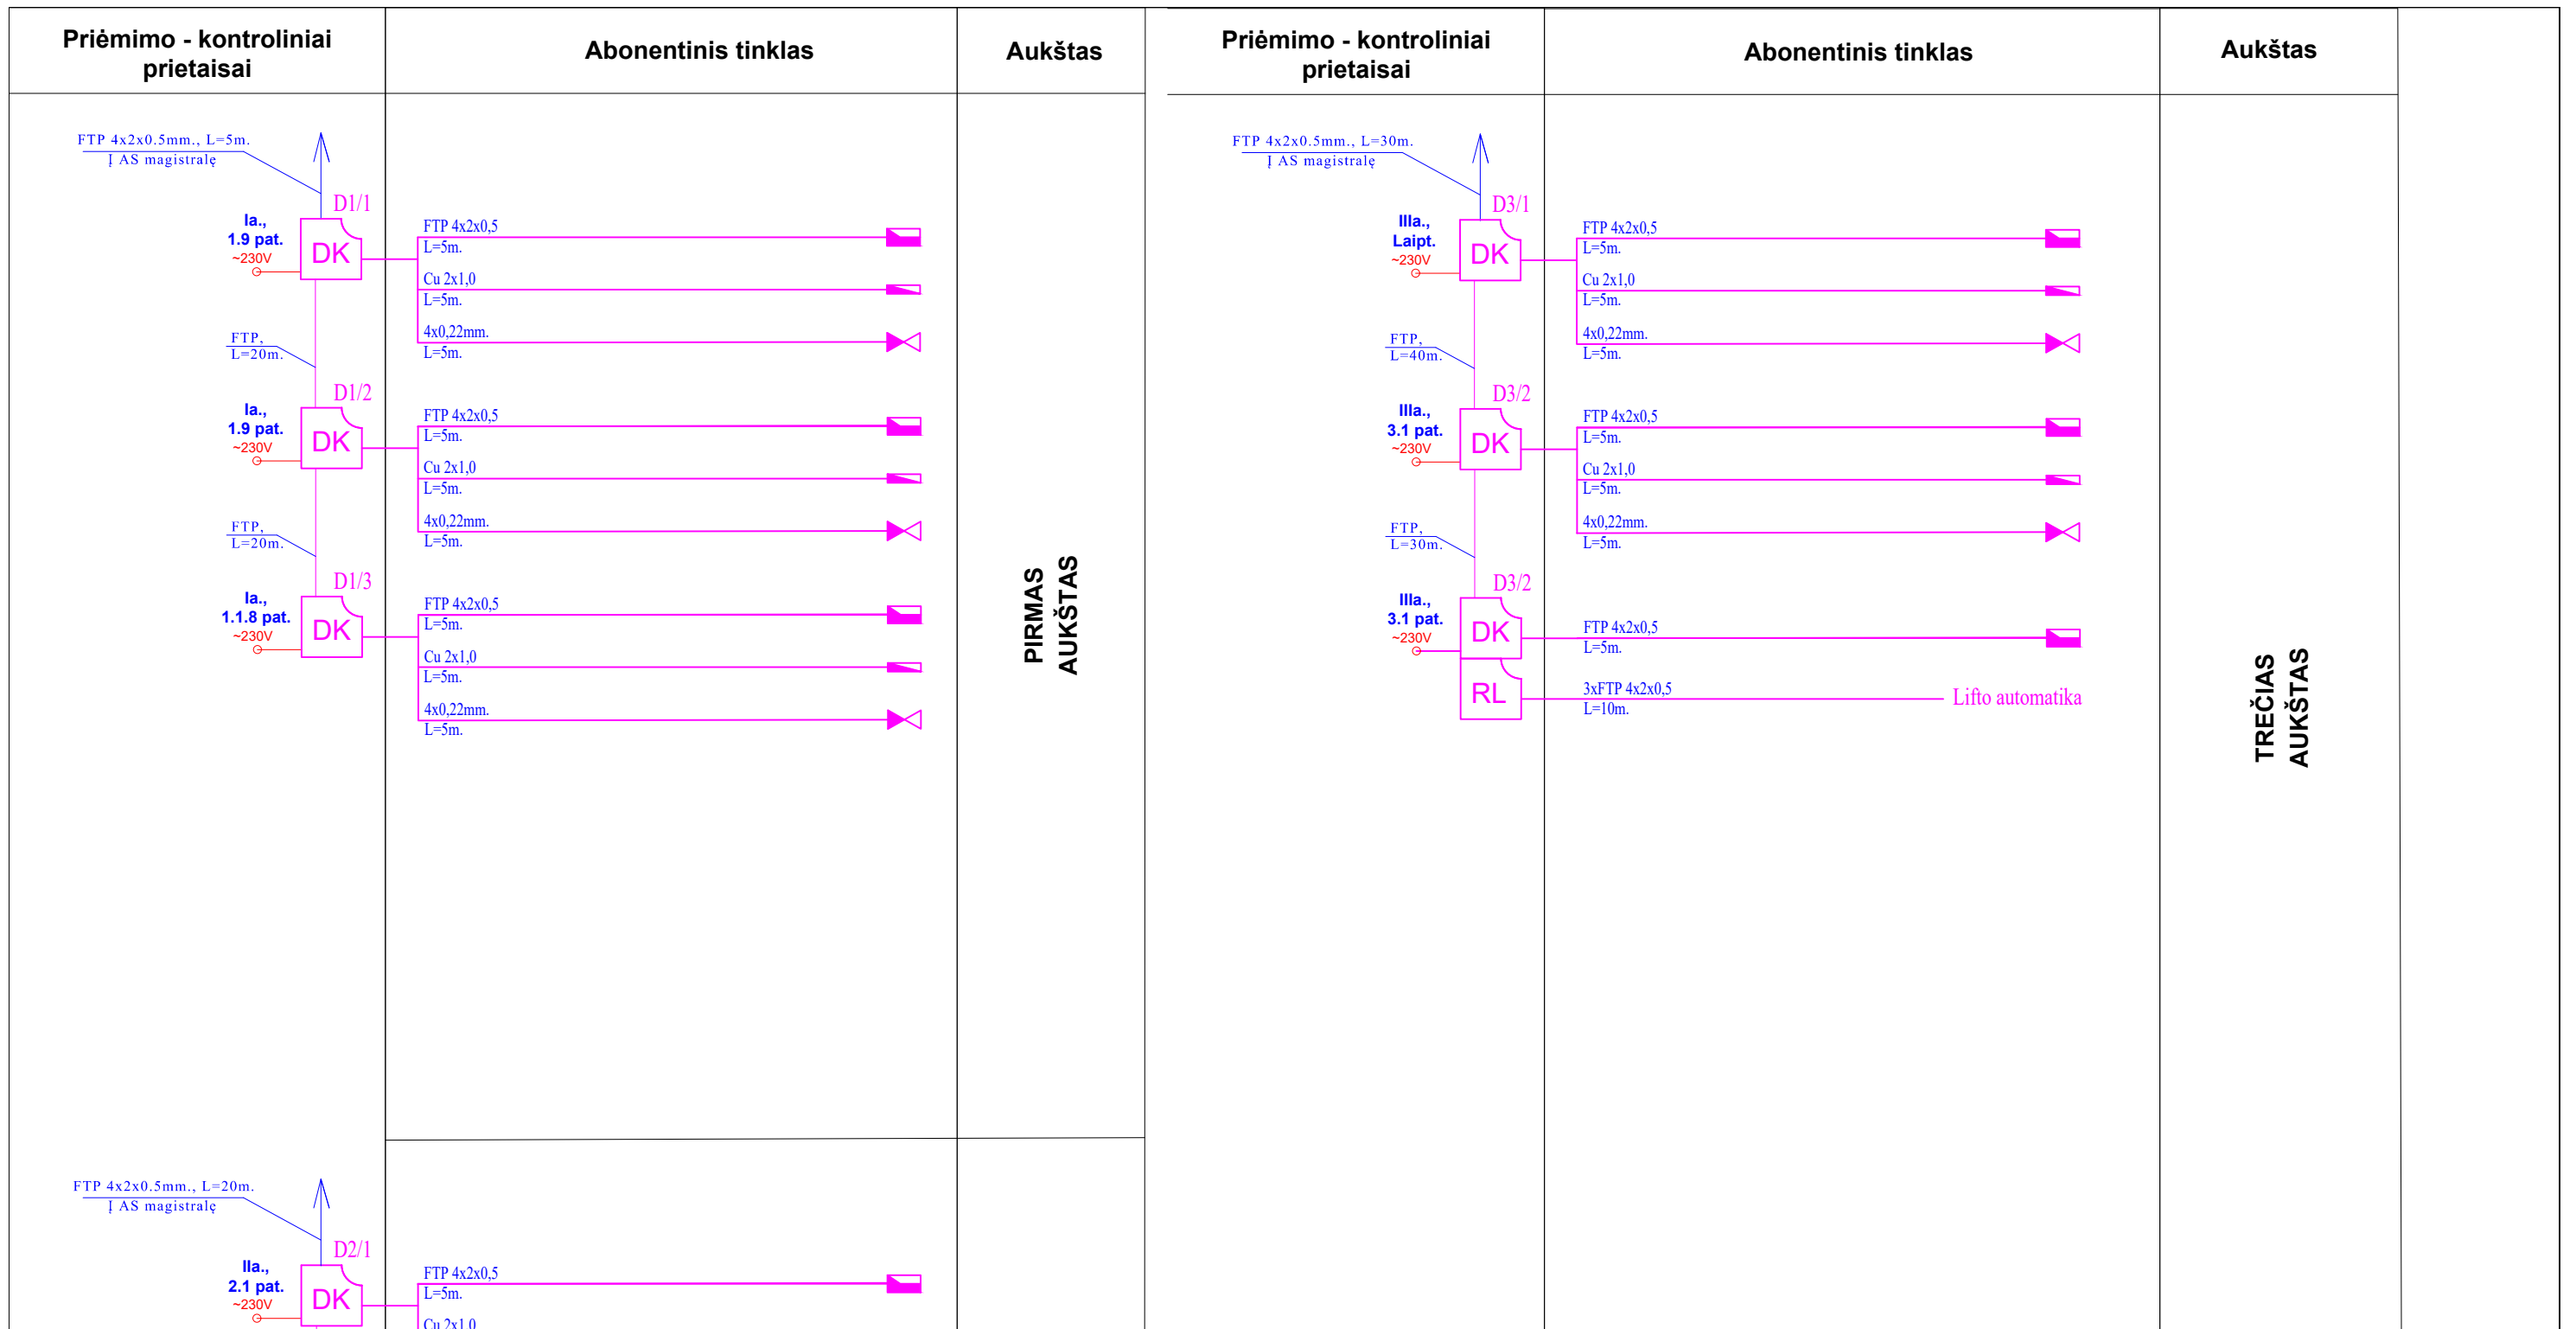 Priėmimo - kontroliniai
prietaisai
Abonentinis tinklas
Aukštas
FTP 4x2x0.5mm., L=5m.
Į AS magistralę
D1/1
Ia.,
1.9 pat.
~230V
DK
FTP 4x2x0,5
L=5m.
Cu 2x1,0
L=5m.
4x0,22mm.
L=5m.
FTP,
L=20m.
D1/2
Ia.,
1.9 pat.
~230V
DK
FTP 4x2x0,5
L=5m.
Cu 2x1,0
L=5m.
4x0,22mm.
L=5m.
FTP,
L=20m.
D1/3
Ia.,
1.1.8 pat.
~230V
DK
FTP 4x2x0,5
L=5m.
Cu 2x1,0
L=5m.
4x0,22mm.
L=5m.
PIRMAS
AUKŠTAS
FTP 4x2x0.5mm., L=20m.
Į AS magistralę
D2/1
IIa.,
2.1 pat.
~230V
DK
FTP 4x2x0,5
L=5m.
Cu 2x1,0
Priėmimo - kontroliniai
prietaisai
Abonentinis tinklas
Aukštas
FTP 4x2x0.5mm., L=30m.
Į AS magistralę
D3/1
IIIa.,
Laipt.
~230V
DK
FTP 4x2x0,5
L=5m.
Cu 2x1,0
L=5m.
4x0,22mm.
L=5m.
FTP,
L=40m.
D3/2
IIIa.,
3.1 pat.
~230V
DK
FTP 4x2x0,5
L=5m.
Cu 2x1,0
L=5m.
4x0,22mm.
L=5m.
FTP,
L=30m.
D3/2
IIIa.,
3.1 pat.
~230V
DK
FTP 4x2x0,5
L=5m.
RL
3xFTP 4x2x0,5
L=10m.
Lifto automatika
TREČIAS
AUKŠTAS